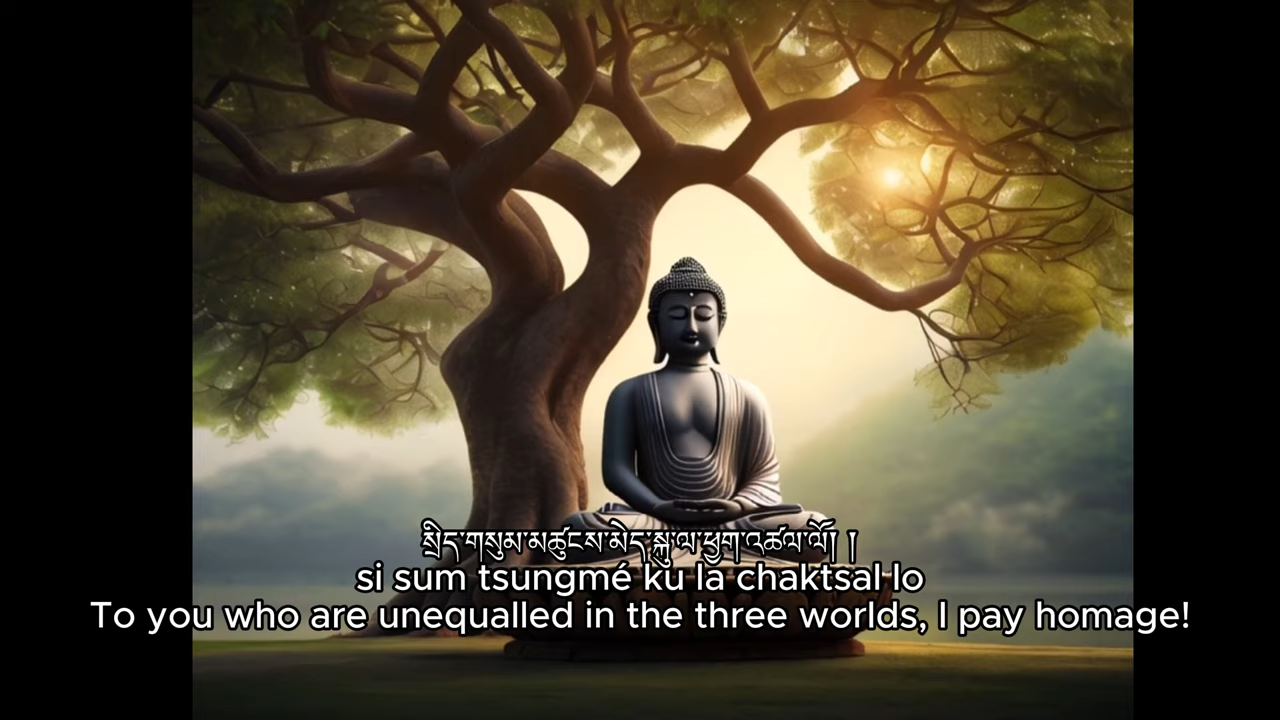 སྲིད་གསུམ་མཚུངས་མེད་སྐུ་ལ་ཕྱག་འཚལ་ལོ། །
si sum tsungmé ku la chaktsal lo
To you who are unequalled in the three worlds, I pay homage!